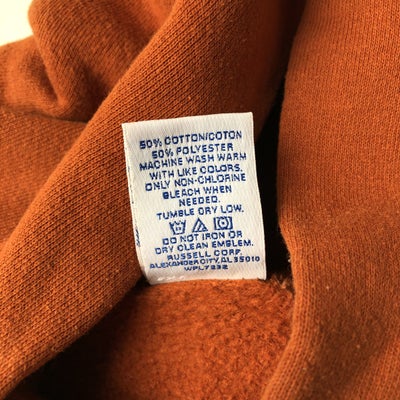 50% COTTON/COTON
50% POLYESTER
MACHINE WASH WARM
WITH LIKE COLORS.
ONLY NON-CHLORINE
BLEACH WHEN
NEEDED.
TUMBLE DRY LOW.
DO NOT IRON OR
DRY CLEAN EMBLEM.
RUSSELL CORP.
ALEXANDER CITY, AL 35010
WPL7232